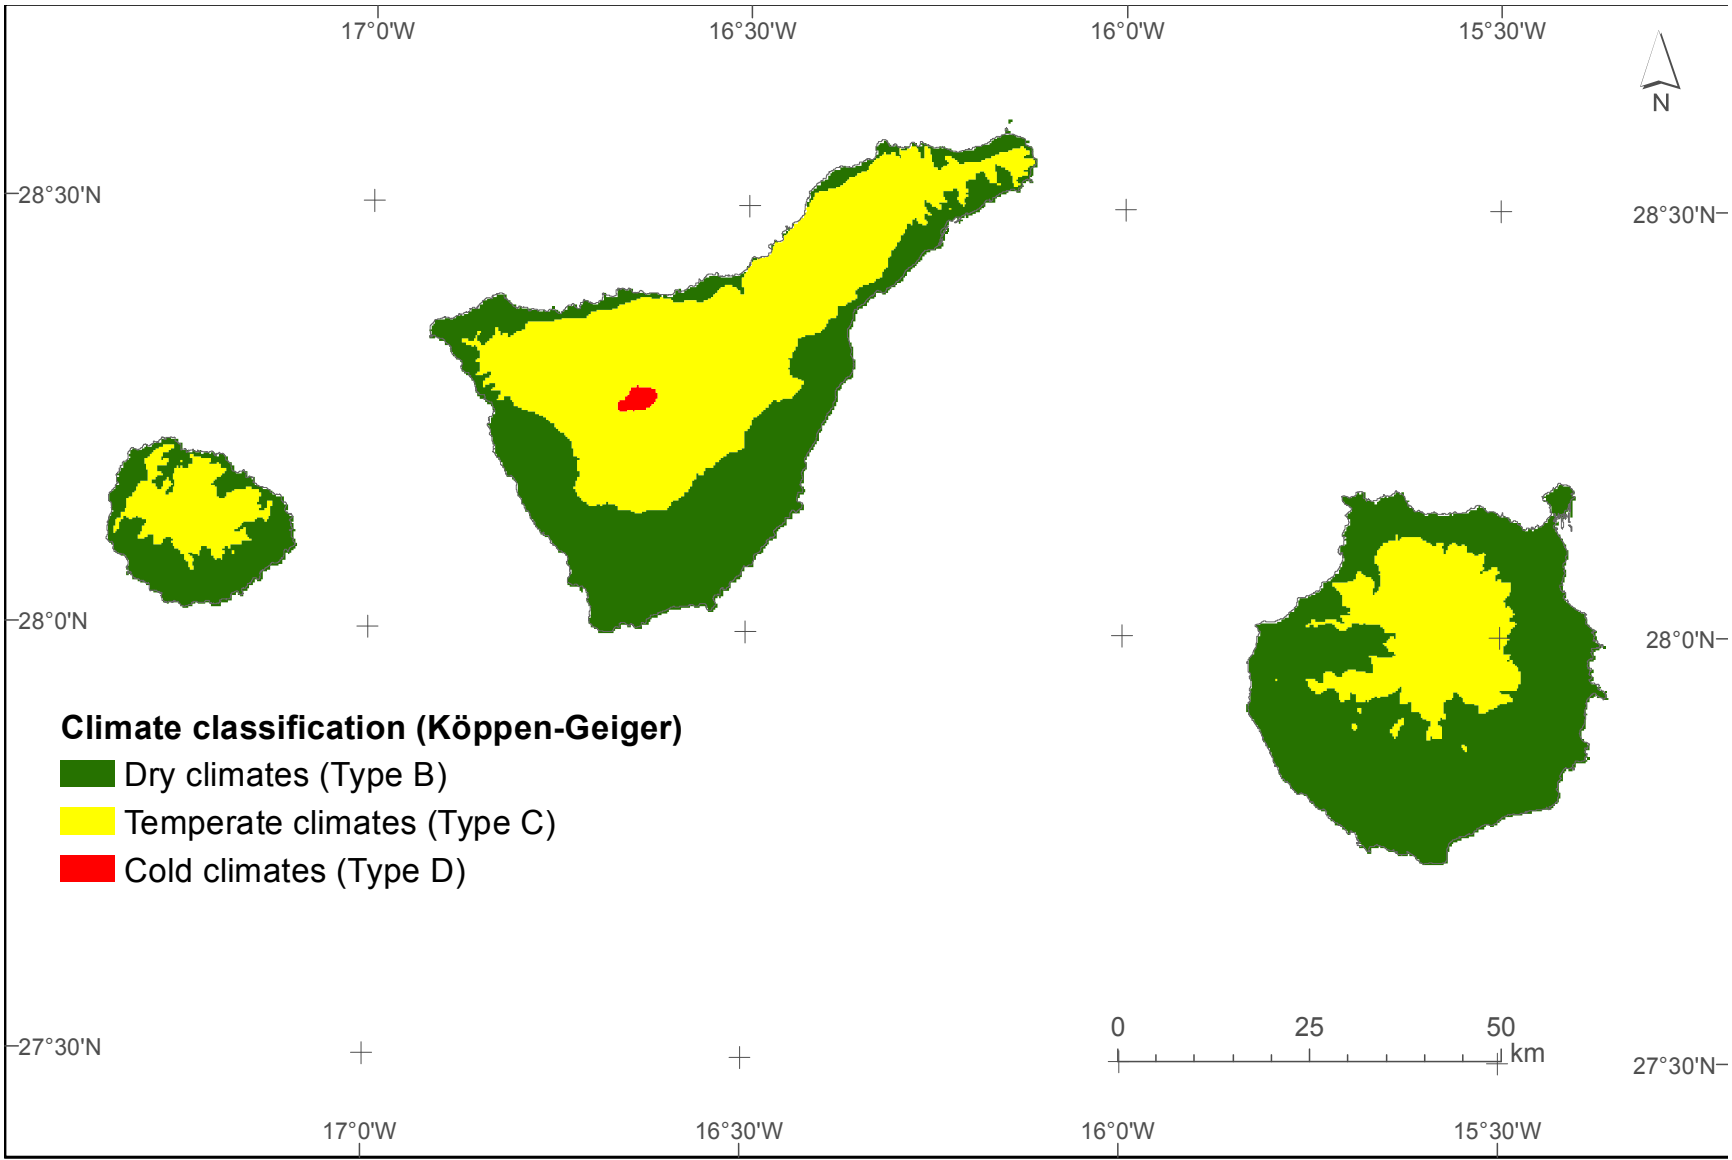 17°0'W 16°30'W 16°0'W 15°30'W
N
28°30'N
28°30'N
28°0'N
28°0'N
Climate classification (Köppen-Geiger)
Dry climates (Type B)
Temperate climates (Type C)
Cold climates (Type D)
0 25 50
km
27°30'N
27°30'N
17°0'W 16°30'W 16°0'W 15°30'W